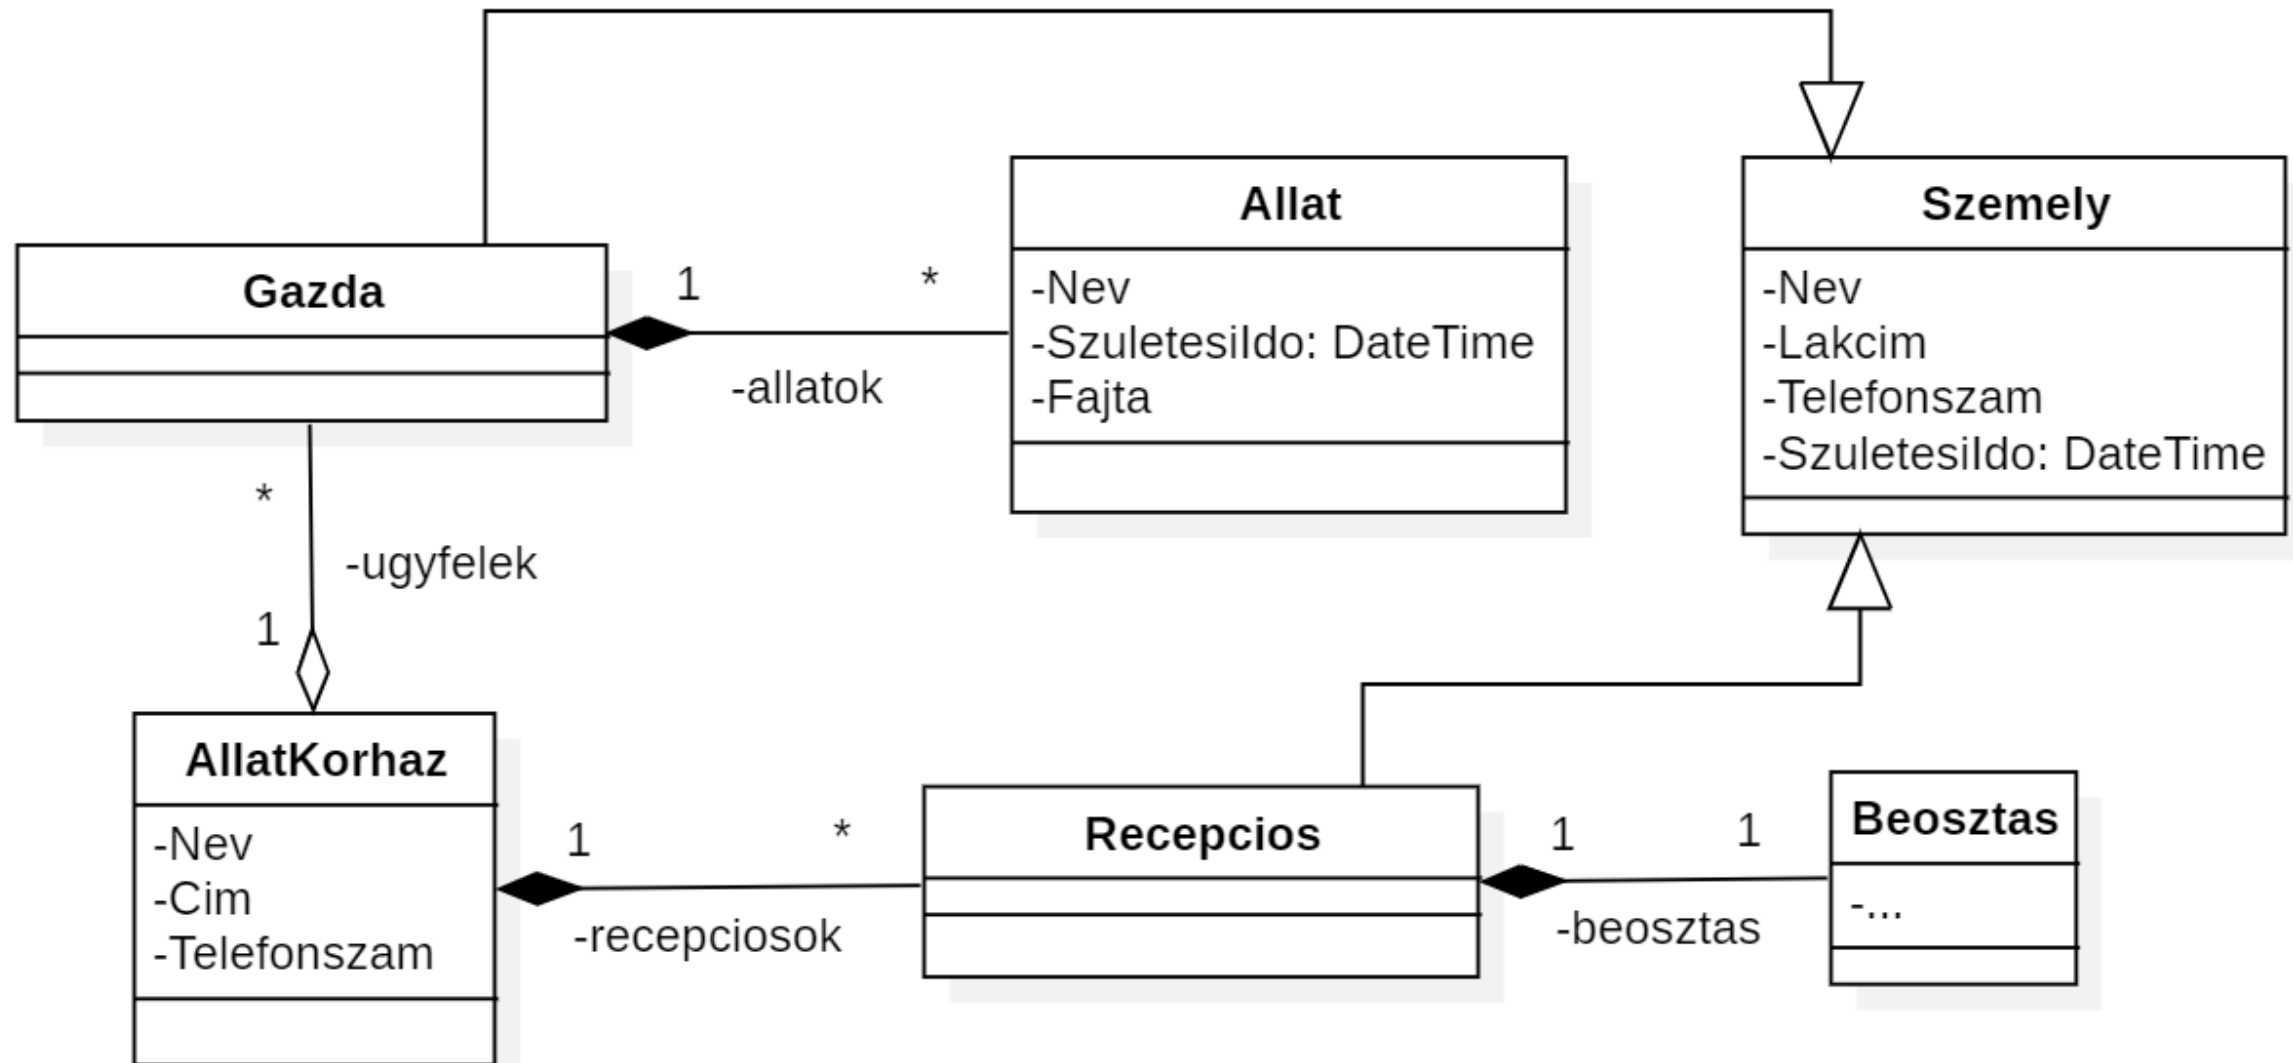 Gazda
1
*
-allatok
Allat
-Nev
-SzuletesiIdo: DateTime
-Fajta
Szemely
-Nev
-Lakcim
-Telefonszam
-SzuletesiIdo: DateTime
*
-ugyfelek
1
AllatKorhaz
-Nev
-Cim
-Telefonszam
1
*
-recepciosok
Recepcios
1
1
-beosztas
Beosztas
-...